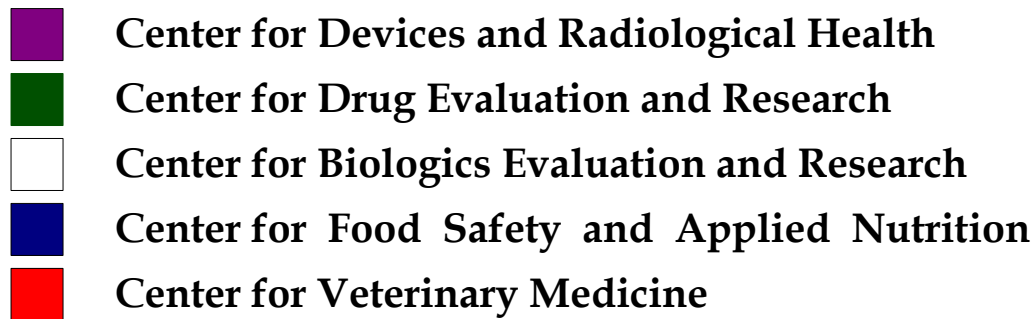 Center for Devices and Radiological Health
Center for Drug Evaluation and Research
Center for Biologics Evaluation and Research
Center for Food Safety and Applied Nutrition
Center for Veterinary Medicine